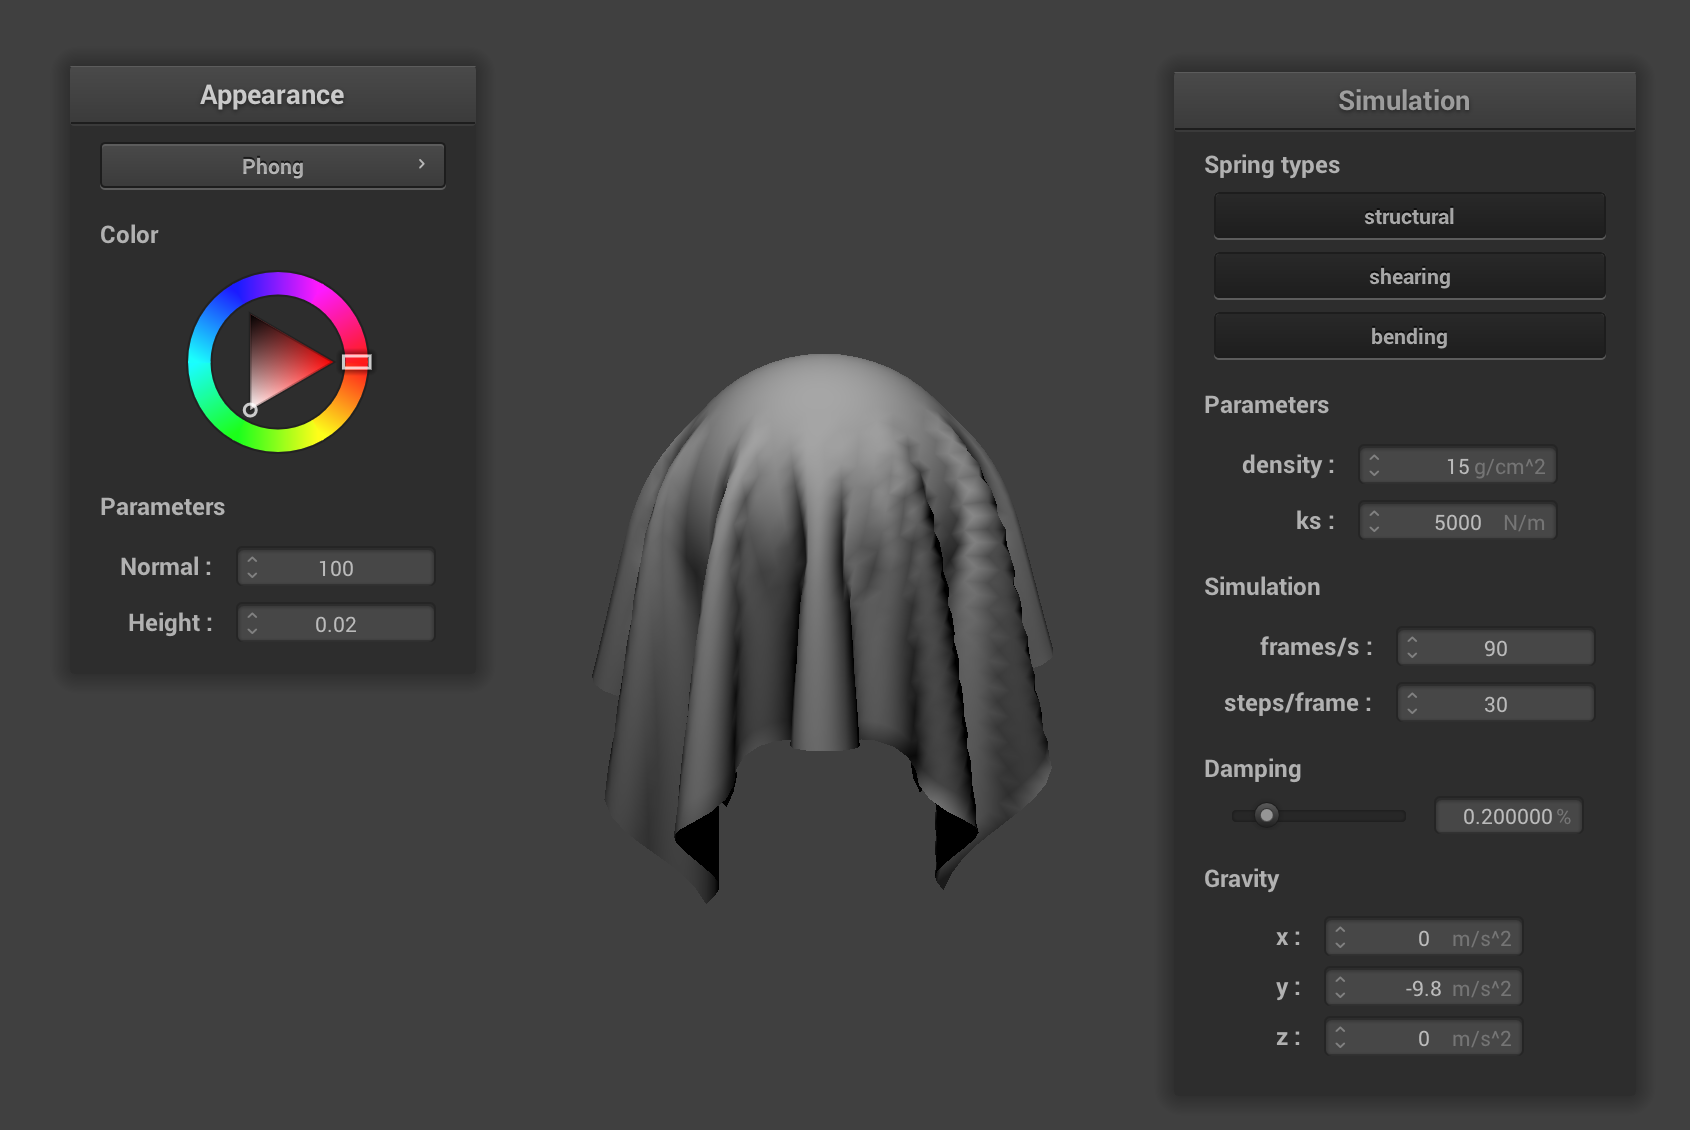 Appearance
Phong
Color
Parameters
Normal : 100
Height : 0.02
Simulation
Spring types
structural
shearing
bending
Parameters
density : 15 g/cm^2
ks : 5000 N/m
Simulation
frames/s : 90
steps/frame : 30
Damping
0.200000 %
Gravity
x : 0 m/s^2
y : -9.8 m/s^2
z : 0 m/s^2